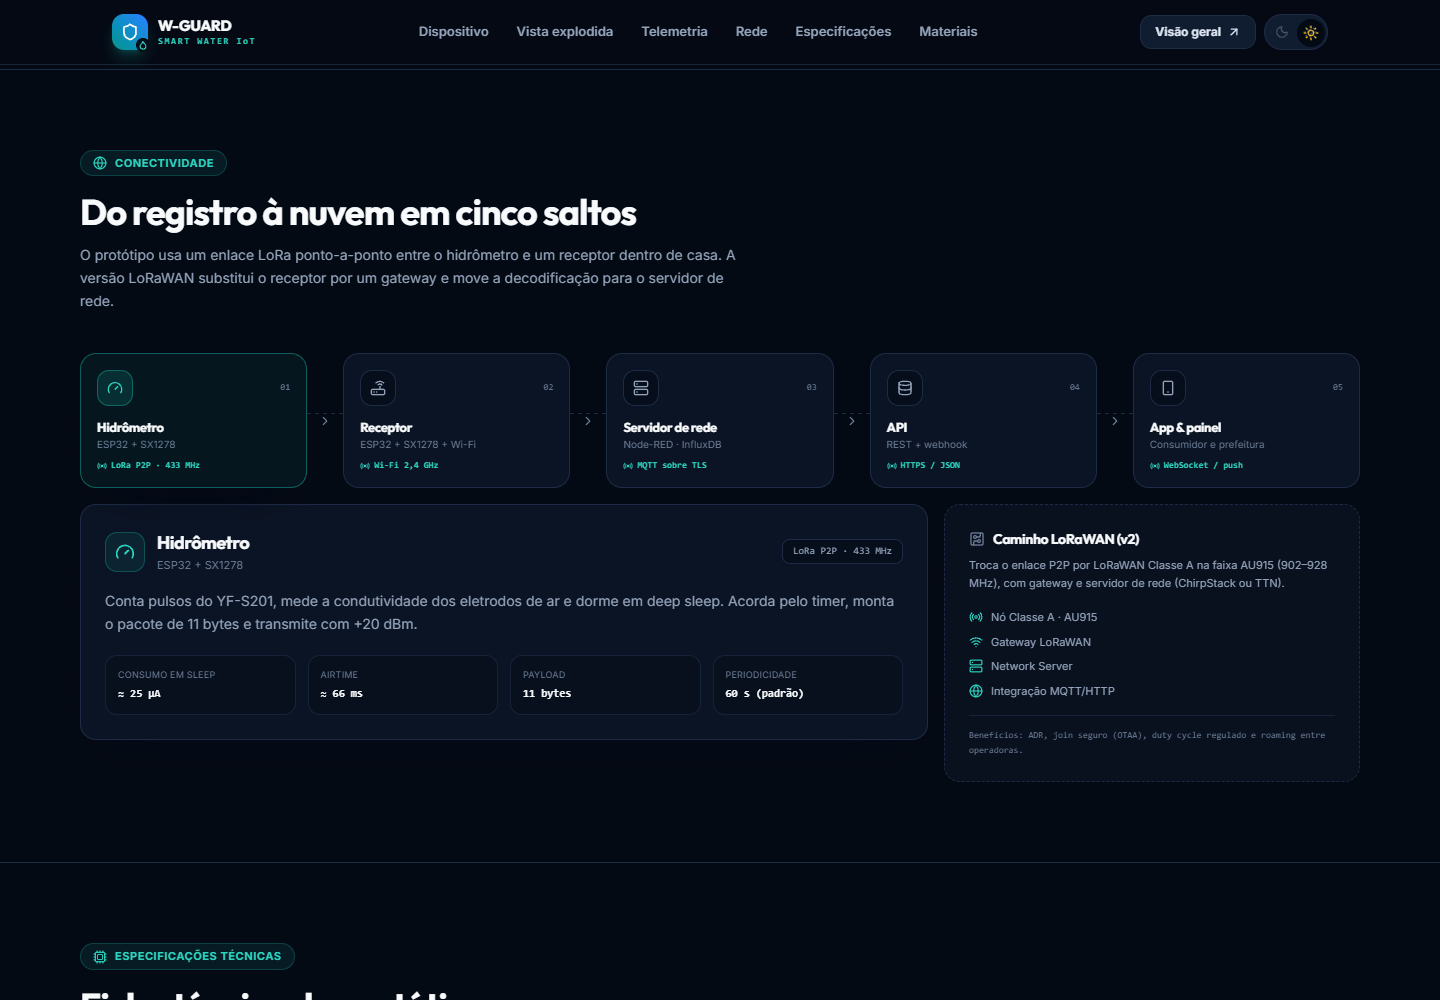 W-GUARD
SMART WATER IoT
Dispositivo
Vista explodida
Telemetria
Rede
Especificações
Materiais
Visão geral
CONECTIVIDADE
Do registro à nuvem em cinco saltos
O protótipo usa um enlace LoRa ponto-a-ponto entre o hidrômetro e um receptor dentro de casa. A
versão LoRaWAN substitui o receptor por um gateway e move a decodificação para o servidor de
rede.
01
Hidrômetro
ESP32 + SX1278
LoRa P2P · 433 MHz
02
Receptor
ESP32 + SX1278 + Wi-Fi
Wi-Fi 2,4 GHz
03
Servidor de rede
Node-RED · InfluxDB
MQTT sobre TLS
04
API
REST + webhook
HTTPS / JSON
05
App & painel
Consumidor e prefeitura
WebSocket / push
Hidrômetro
ESP32 + SX1278
LoRa P2P · 433 MHz
Conta pulsos do YF-S201, mede a condutividade dos eletrodos de ar e dorme em deep sleep. Acorda pelo timer, monta
o pacote de 11 bytes e transmite com +20 dBm.
CONSUMO EM SLEEP
≈ 25 µA
AIRTIME
≈ 66 ms
PAYLOAD
11 bytes
PERIODICIDADE
60 s (padrão)
Caminho LoRaWAN (v2)
Troca o enlace P2P por LoRaWAN Classe A na faixa AU915 (902–928
MHz), com gateway e servidor de rede (ChirpStack ou TTN).
Nó Classe A · AU915
Gateway LoRaWAN
Network Server
Integração MQTT/HTTP
Benefícios: ADR, join seguro (OTAA), duty cycle regulado e roaming entre
operadoras.
ESPECIFICAÇÕES TÉCNICAS